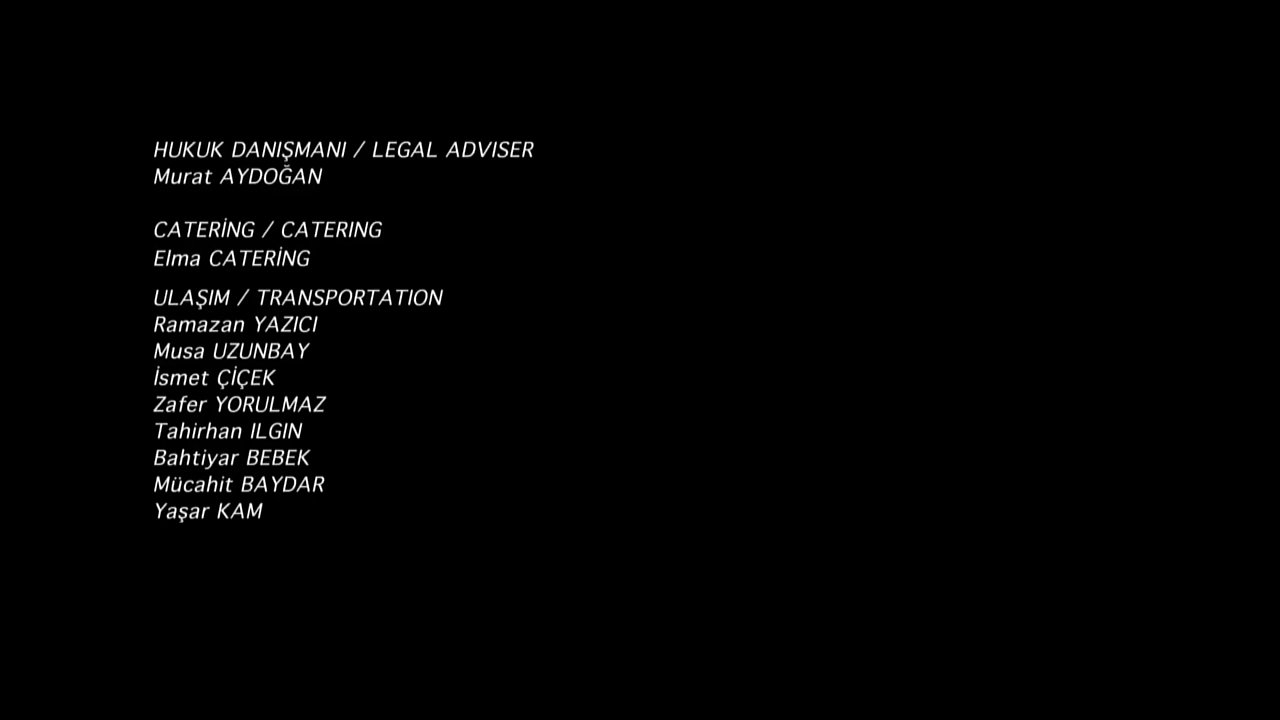 HUKUK DANIŞMANI / LEGAL ADVISER
Murat AYDOĞAN
CATERİNG / CATERING
Elma CATERİNG
ULAŞIM / TRANSPORTATION
Ramazan YAZICI
Musa UZUNBAY
İsmet ÇİÇEK
Zafer YORULMAZ
Tahirhan ILGIN
Bahtiyar BEBEK
Mücahit BAYDAR
Yaşar KAM